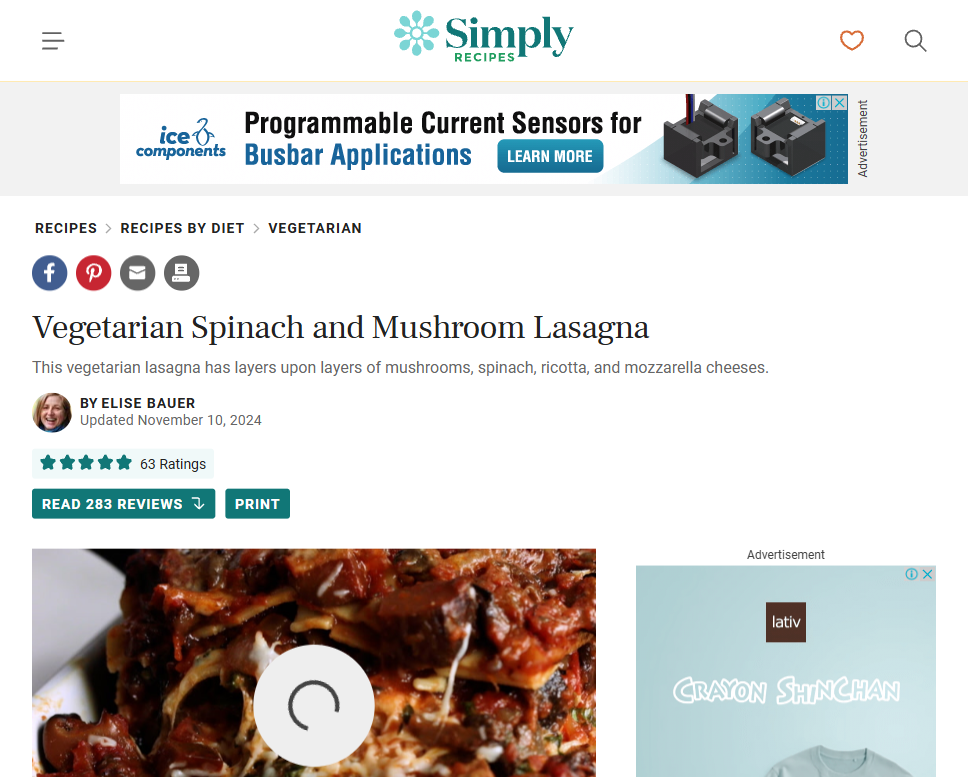 Simply
RECIPES
ice
components
Programmable Current Sensors for
Busbar Applications
LEARN MORE
Advertisement
RECIPES > RECIPES BY DIET > VEGETARIAN
Vegetarian Spinach and Mushroom Lasagna
This vegetarian lasagna has layers upon layers of mushrooms, spinach, ricotta, and mozzarella cheeses.
BY ELISE BAUER
Updated November 10, 2024
63 Ratings
READ 283 REVIEWS
PRINT
Advertisement
lativ
CRAYON SHINCHAN